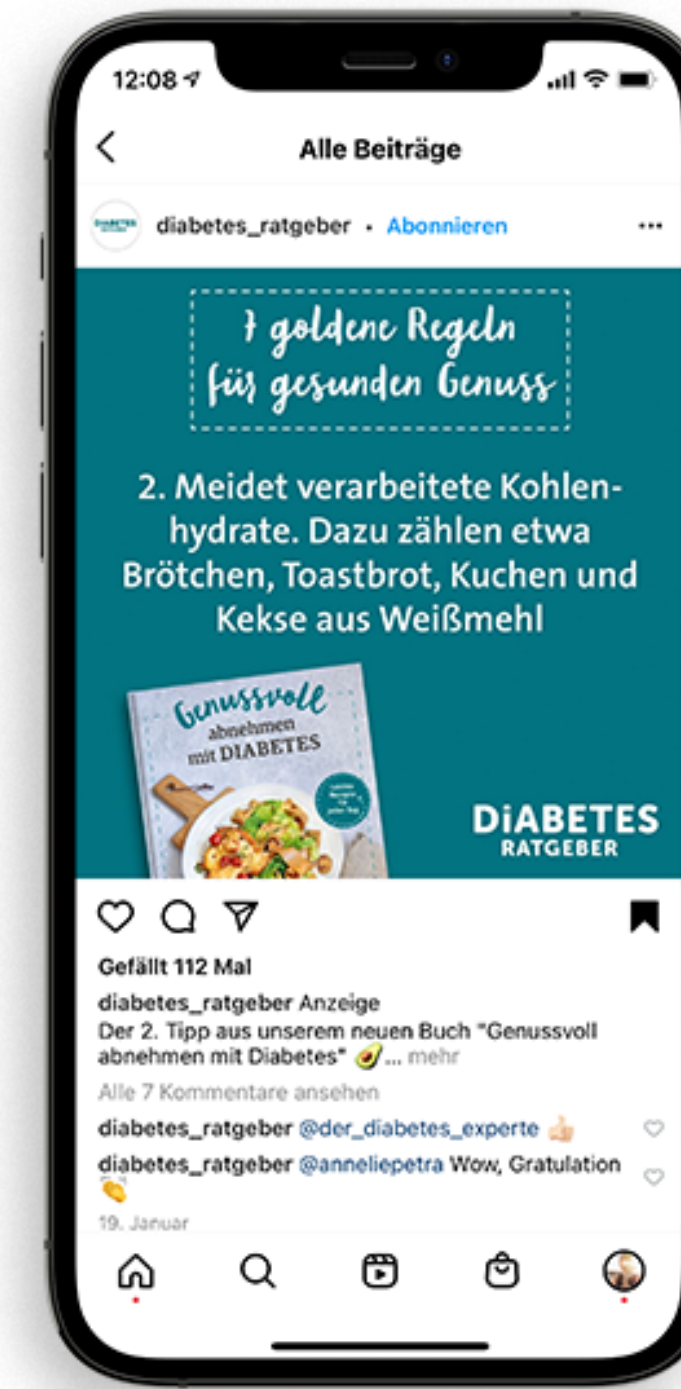 12:08
Alle Beiträge
DIABETES
diabetes_ratgeber • Abonnieren
7 goldene Regeln
für gesunden Genuss
2. Meidet verarbeitete Kohlen-
hydrate. Dazu zählen etwa
Brötchen, Toastbrot, Kuchen und
Kekse aus Weißmehl
Genussvoll
abnehmen
mit DIABETES
DiABETES
RATGEBER
Gefällt 112 Mal
diabetes_ratgeber Anzeige
Der 2. Tipp aus unserem neuen Buch "Genussvoll
abnehmen mit Diabetes" 🥑... mehr
Alle 7 Kommentare ansehen
diabetes_ratgeber @der_diabetes_experte 👍🏻
diabetes_ratgeber @anneliepetra Wow, Gratulation
👏
19. Januar